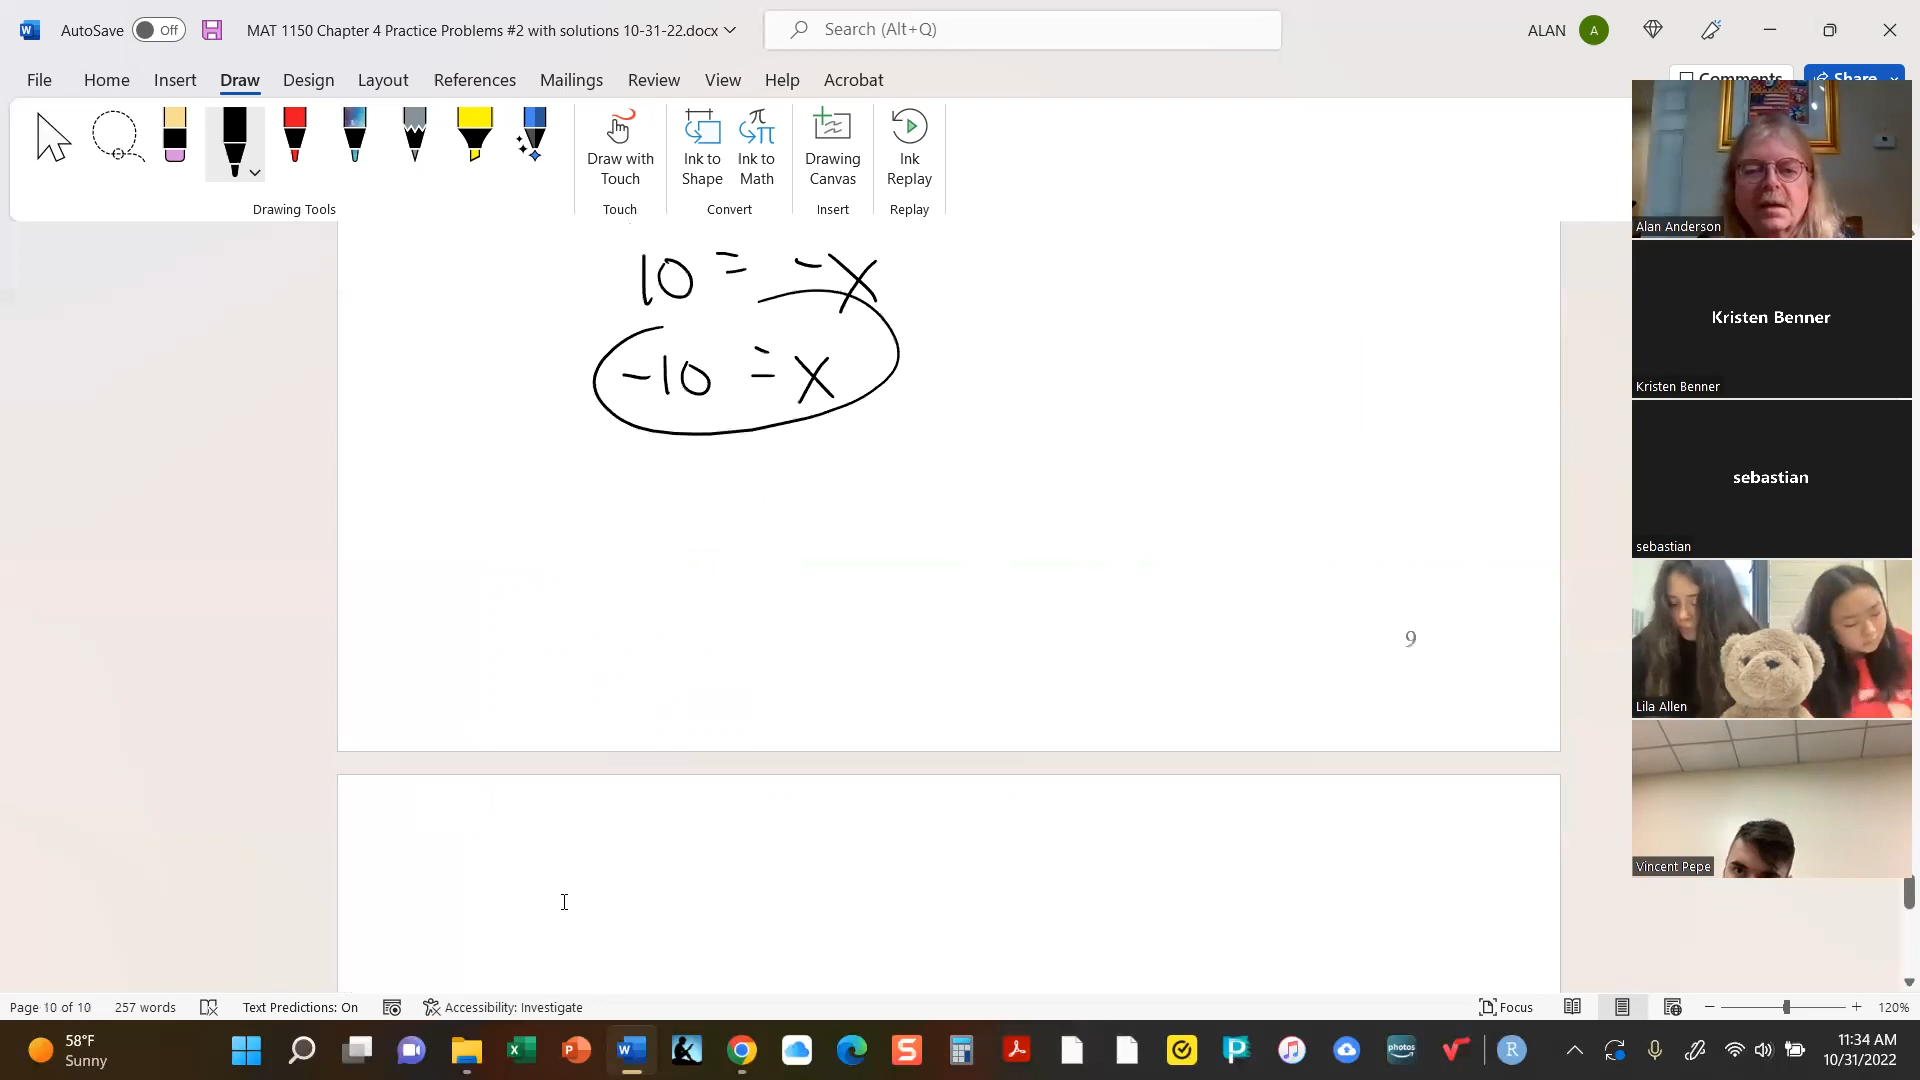 AutoSave Off MAT 1150 Chapter 4 Practice Problems #2 with solutions 10-31-22.docx Search (Alt+Q) ALAN A
File Home Insert Draw Design Layout References Mailings Review View Help Acrobat Comments Share
Draw with Touch
Ink to Shape
Ink to Math
Drawing Canvas
Ink Replay
Drawing Tools Touch Convert Insert Replay
10 = -x
-10 = x
9
Alan Anderson
Kristen Benner
Kristen Benner
sebastian
sebastian
Lila Allen
Vincent Pepe
Page 10 of 10 257 words Text Predictions: On Accessibility: Investigate Focus 120%
58°F
Sunny
photos
R
11:34 AM
10/31/2022